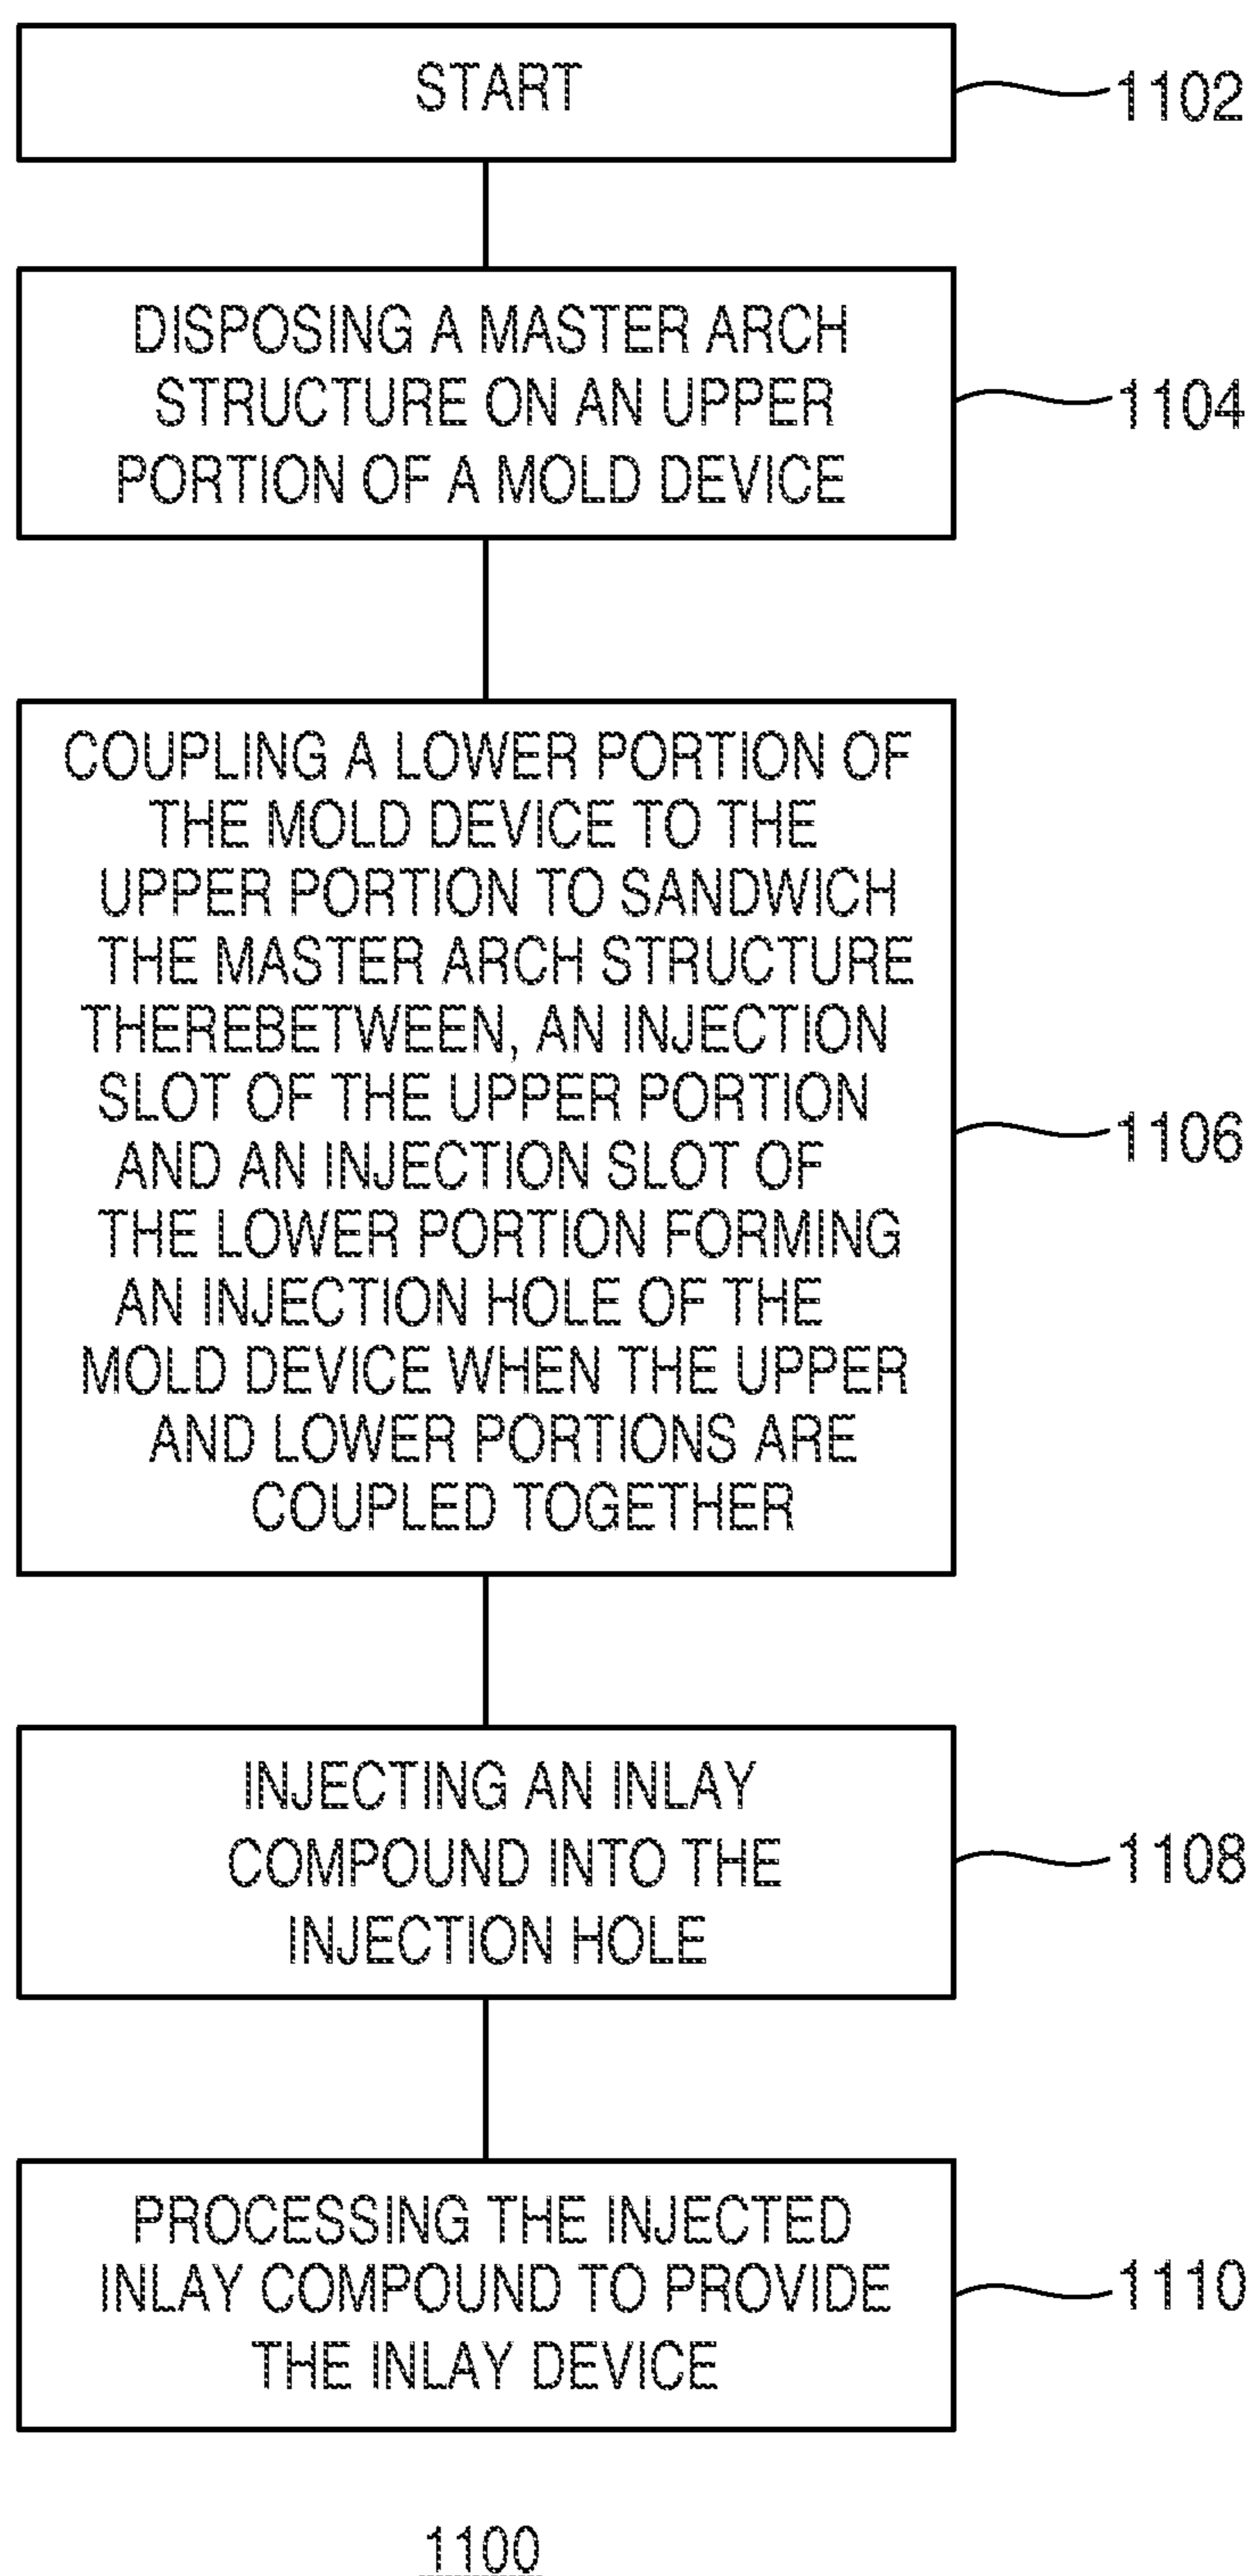 START
1102
DISPOSING A MASTER ARCH
STRUCTURE ON AN UPPER
PORTION OF A MOLD DEVICE
1104
COUPLING A LOWER PORTION OF
THE MOLD DEVICE TO THE
UPPER PORTION TO SANDWICH
THE MASTER ARCH STRUCTURE
THEREBETWEEN, AN INJECTION
SLOT OF THE UPPER PORTION
AND AN INJECTION SLOT OF
THE LOWER PORTION FORMING
AN INJECTION HOLE OF THE
MOLD DEVICE WHEN THE UPPER
AND LOWER PORTIONS ARE
COUPLED TOGETHER
1106
INJECTING AN INLAY
COMPOUND INTO THE
INJECTION HOLE
1108
PROCESSING THE INJECTED
INLAY COMPOUND TO PROVIDE
THE INLAY DEVICE
1110
1100